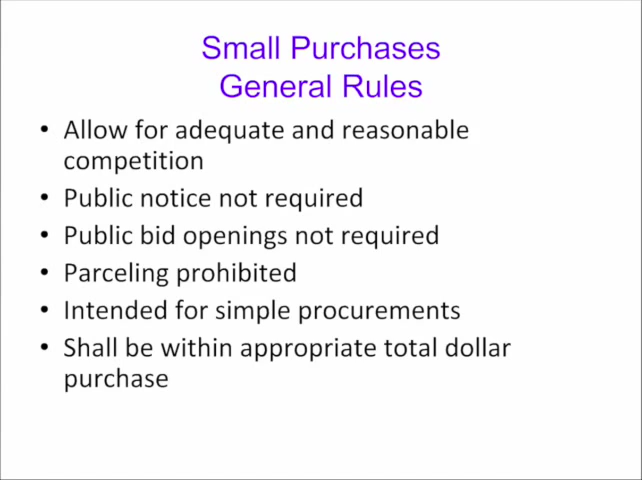 Small Purchases
General Rules
• Allow for adequate and reasonable
competition
• Public notice not required
• Public bid openings not required
• Parceling prohibited
• Intended for simple procurements
• Shall be within appropriate total dollar
purchase